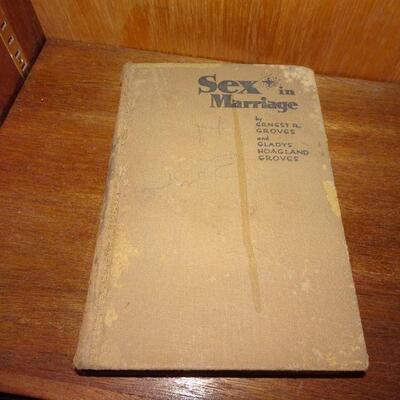 Sex in
Marriage
by
ERNEST R.
GROVES
and
GLADYS
HOAGLAND
GROVES